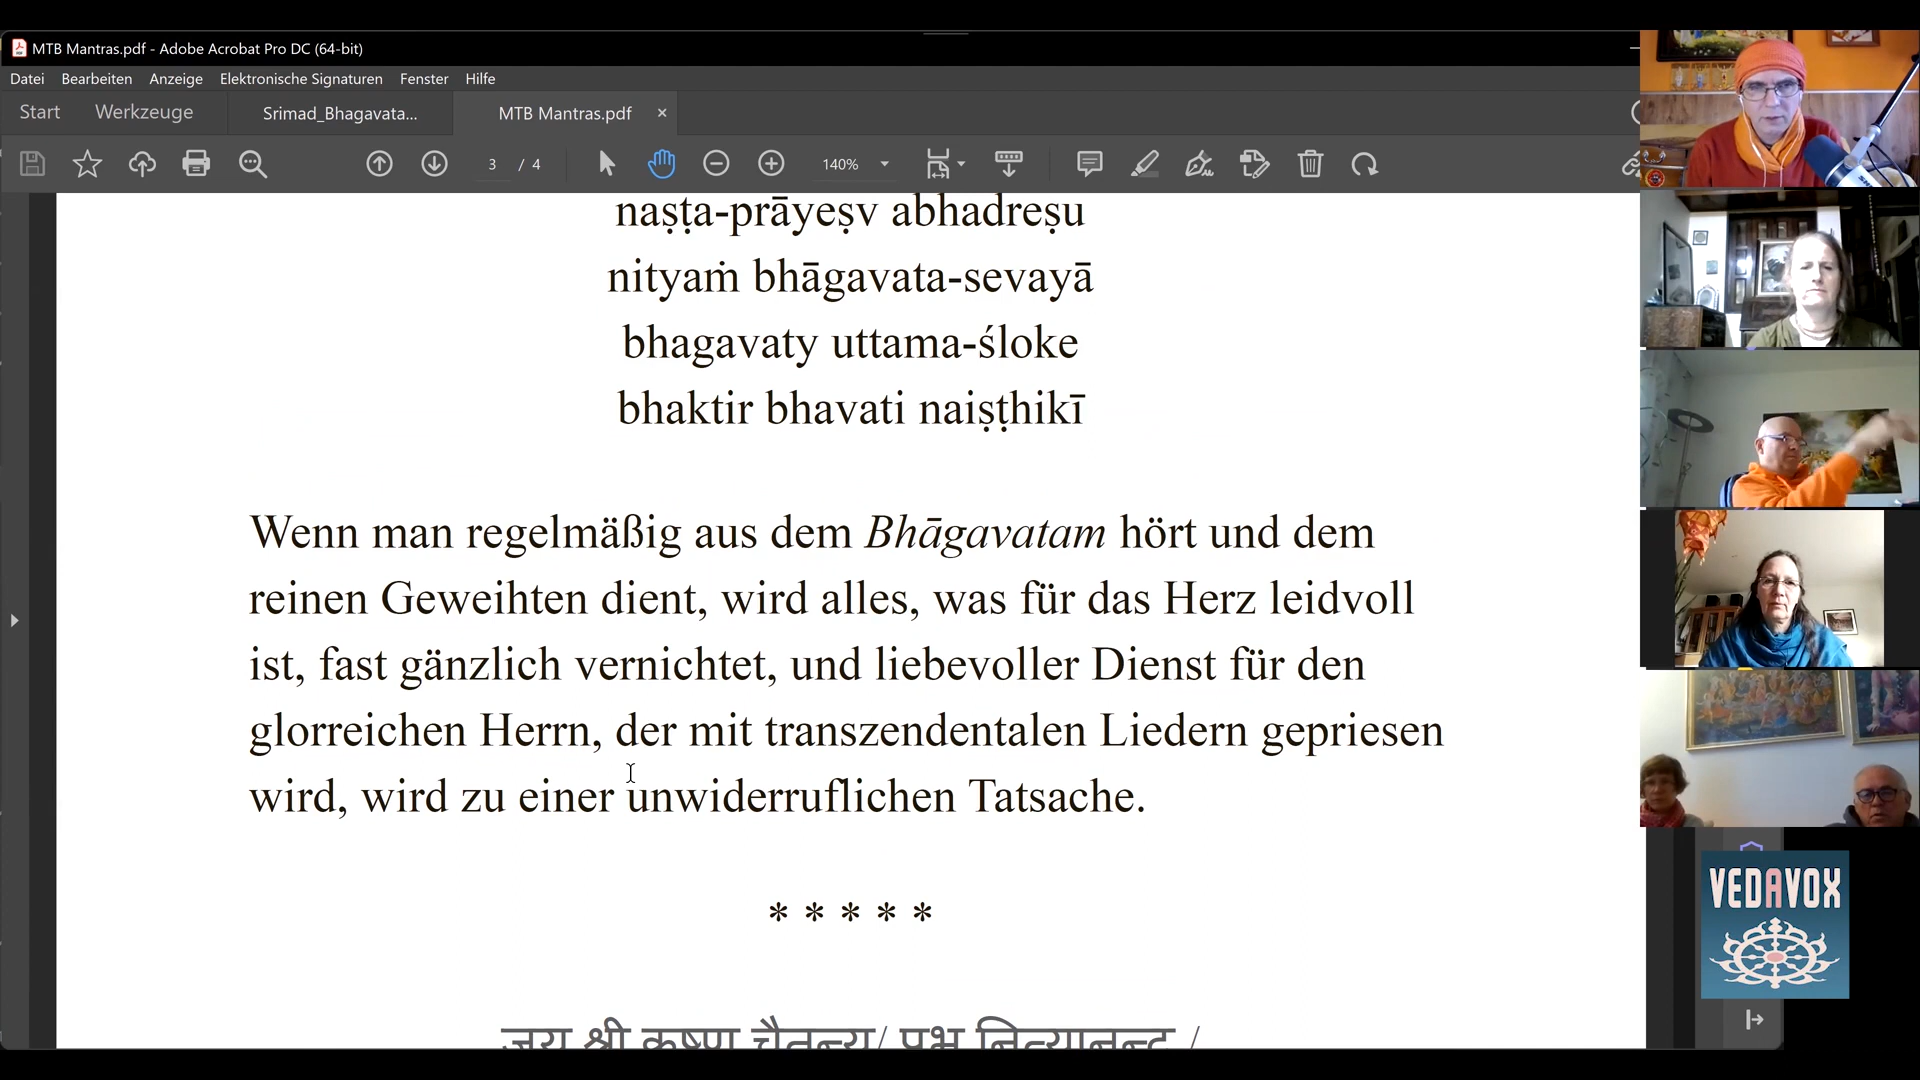 MTB Mantras.pdf - Adobe Acrobat Pro DC (64-bit)
Datei Bearbeiten Anzeige Elektronische Signaturen Fenster Hilfe
Start Werkzeuge Srimad_Bhagavata... MTB Mantras.pdf ×
3 / 4 140%
naṣṭa-prāyeṣv abhadreṣu
nityaṁ bhāgavata-sevayā
bhagavaty uttama-śloke
bhaktir bhavati naiṣṭhikī
Wenn man regelmäßig aus dem Bhāgavatam hört und dem
reinen Geweihten dient, wird alles, was für das Herz leidvoll
ist, fast gänzlich vernichtet, und liebevoller Dienst für den
glorreichen Herrn, der mit transzendentalen Liedern gepriesen
wird, wird zu einer unwiderruflichen Tatsache.
* * * * *
जय श्री कृष्ण चैतन्य/ प्रभु नित्यानन्द /
VEDAVOX